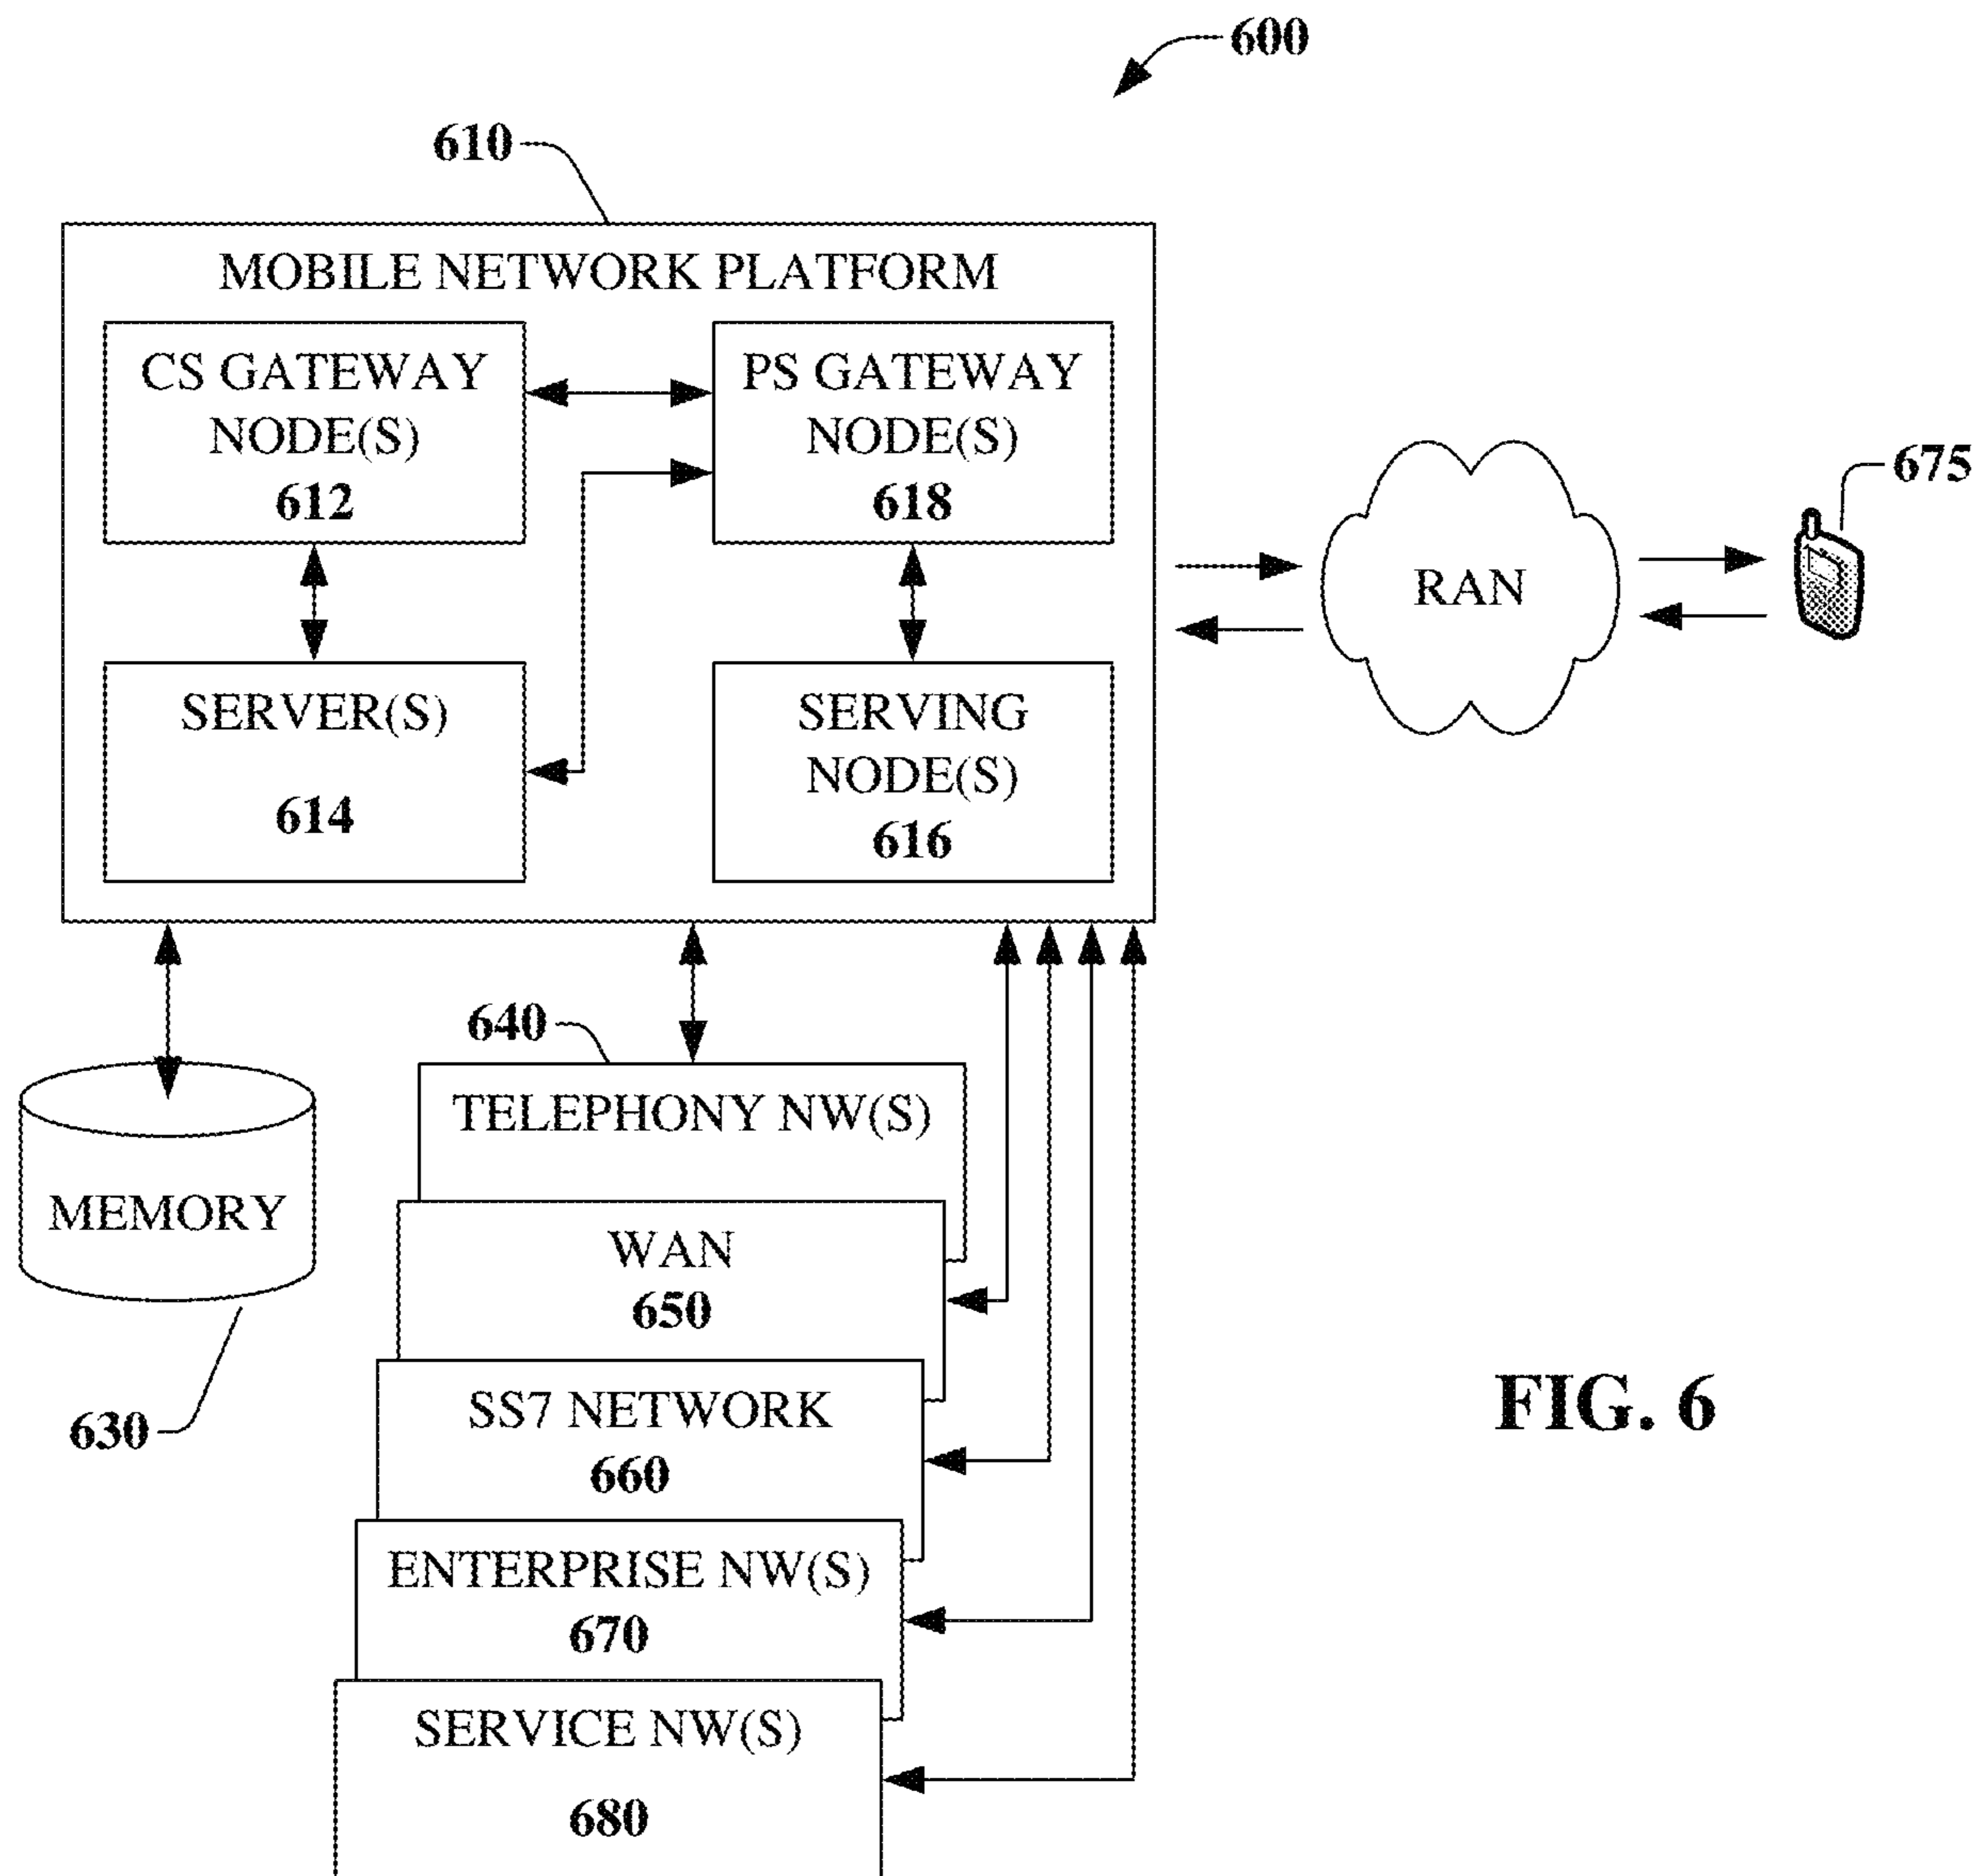 600
610
MOBILE NETWORK PLATFORM
CS GATEWAY
NODE(S)
612
PS GATEWAY
NODE(S)
618
SERVER(S)
614
SERVING
NODE(S)
616
RAN
675
640
TELEPHONY NW(S)
MEMORY
630
WAN
650
SS7 NETWORK
660
ENTERPRISE NW(S)
670
SERVICE NW(S)
680
FIG. 6